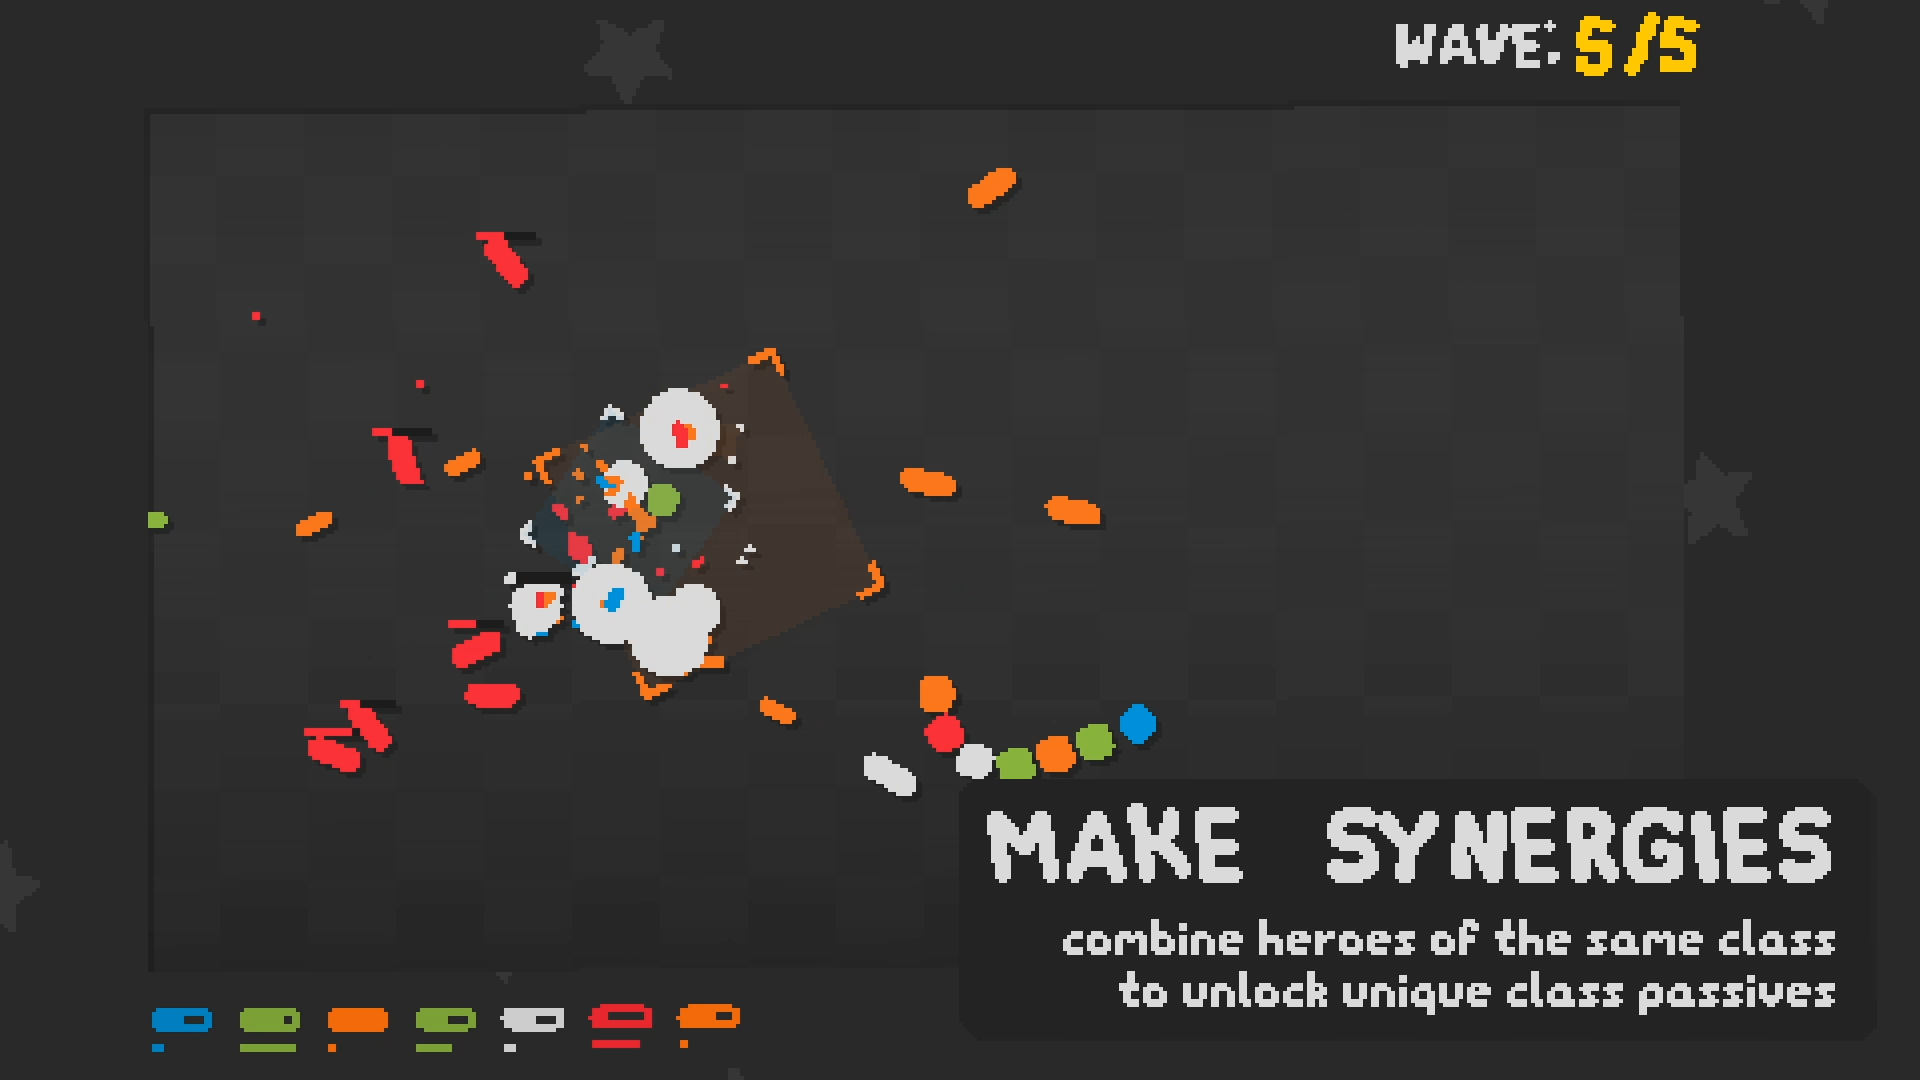 WAVE: 5/5
MAKE SYNERGIES
combine heroes of the same class
to unlock unique class passives